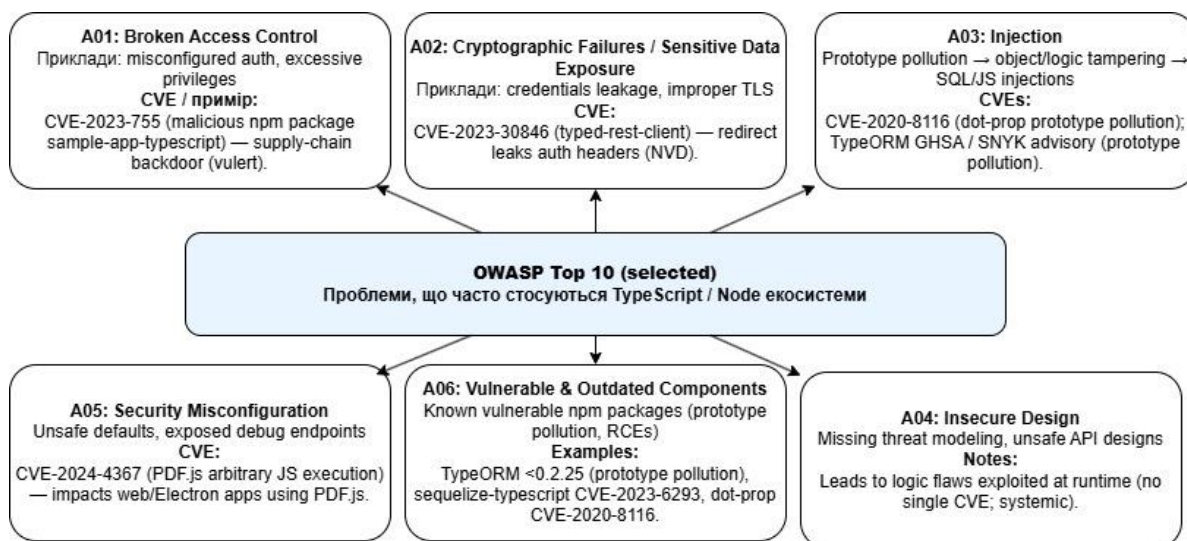 A01: Broken Access Control
Приклади: misconfigured auth, excessive
privileges
CVE / примір:
CVE-2023-755 (malicious npm package
sample-app-typescript) — supply-chain
backdoor (vulert).
A02: Cryptographic Failures / Sensitive Data
Exposure
Приклади: credentials leakage, improper TLS
CVE:
CVE-2023-30846 (typed-rest-client) — redirect
leaks auth headers (NVD).
A03: Injection
Prototype pollution → object/logic tampering →
SQL/JS injections
CVEs:
CVE-2020-8116 (dot-prop prototype pollution);
TypeORM GHSA / SNYK advisory (prototype
pollution).
OWASP Top 10 (selected)
Проблеми, що часто стосуються TypeScript / Node екосистеми
A05: Security Misconfiguration
Unsafe defaults, exposed debug endpoints
CVE:
CVE-2024-4367 (PDF.js arbitrary JS execution)
— impacts web/Electron apps using PDF.js.
A06: Vulnerable & Outdated Components
Known vulnerable npm packages (prototype
pollution, RCEs)
Examples:
TypeORM <0.2.25 (prototype pollution),
sequelize-typescript CVE-2023-6293, dot-prop
CVE-2020-8116.
A04: Insecure Design
Missing threat modeling, unsafe API designs
Notes:
Leads to logic flaws exploited at runtime (no
single CVE; systemic).